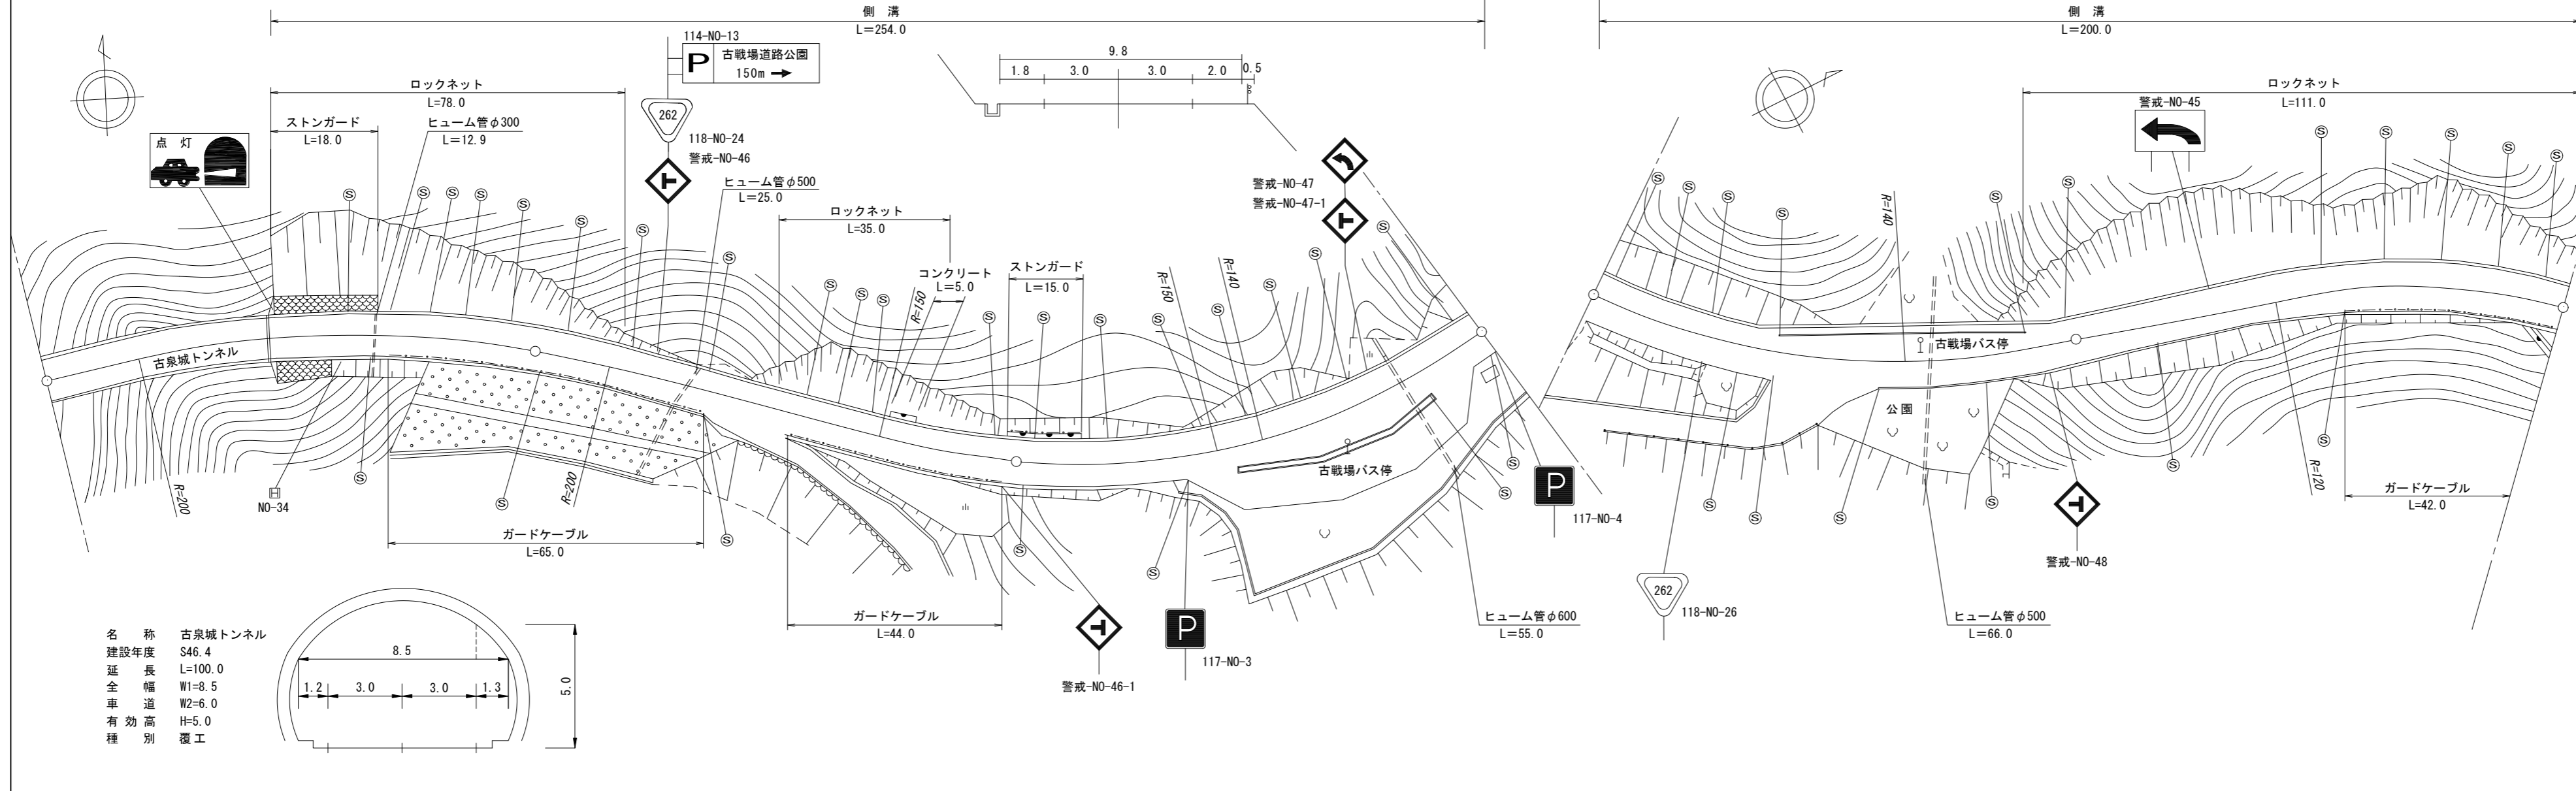 側 溝
L=254.0
側 溝
L=200.0
114-NO-13
P
古戦場道路公園
150m
262
118-NO-24
警戒-NO-46
ロックネット
L=78.0
ストンガード
L=18.0
ヒューム管φ300
L=12.9
点 灯
9.8
1.8
3.0
3.0
2.0
0.5
警戒-NO-47
警戒-NO-47-1
ロックネット
L=111.0
警戒-NO-45
ヒューム管φ500
L=25.0
ロックネット
L=35.0
コンクリート
L=5.0
ストンガード
L=15.0
R=150
R=150
R=140
R=140
S S S S S S S S S S S S S S S S S S S
S S S S S S S S S S S
古泉城トンネル
R=200
NO-34
S
S
R=200
S
ガードケーブル
L=65.0
S
ガードケーブル
L=44.0
警戒-NO-46-1
S
P
117-NO-3
古戦場バス停
S
S
P
117-NO-4
ヒューム管φ600
L=55.0
古戦場バス停
公園
S
S
S
S
S
S
262
118-NO-26
ヒューム管φ500
L=66.0
警戒-NO-48
R=120
ガードケーブル
L=42.0
名 称 古泉城トンネル
建設年度 S46.4
延 長 L=100.0
全 幅 W1=8.5
車 道 W2=6.0
有 効 高 H=5.0
種 別 覆工
8.5
1.2
3.0
3.0
1.3
5.0